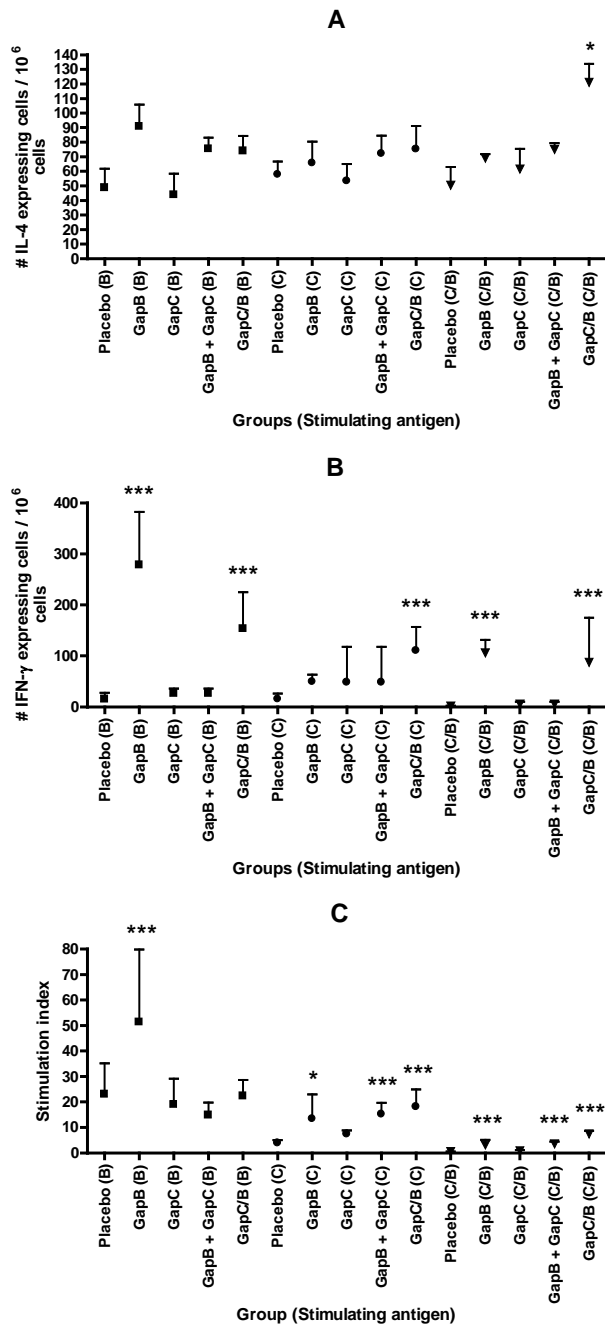 A
# IL-4 expressing cells / 10⁶
cells
140
130
120
110
100
90
80
70
60
50
40
30
20
10
0
*
Placebo (B)
GapB (B)
GapC (B)
GapB + GapC (B)
GapC/B (B)
Placebo (C)
GapB (C)
GapC (C)
GapB + GapC (C)
GapC/B (C)
Placebo (C/B)
GapB (C/B)
GapC (C/B)
GapB + GapC (C/B)
GapC/B (C/B)
Groups (Stimulating antigen)
B
# IFN-γ expressing cells / 10⁶
cells
400
300
200
100
0
***
***
***
***
***
Placebo (B)
GapB (B)
GapC (B)
GapB + GapC (B)
GapC/B (B)
Placebo (C)
GapB (C)
GapC (C)
GapB + GapC (C)
GapC/B (C)
Placebo (C/B)
GapB (C/B)
GapC (C/B)
GapB + GapC (C/B)
GapC/B (C/B)
Groups (Stimulating antigen)
C
Stimulation index
80
70
60
50
40
30
20
10
0
***
*
***
***
***
***
***
Placebo (B)
GapB (B)
GapC (B)
GapB + GapC (B)
GapC/B (B)
Placebo (C)
GapB (C)
GapC (C)
GapB + GapC (C)
GapC/B (C)
Placebo (C/B)
GapB (C/B)
GapC (C/B)
GapB + GapC (C/B)
GapC/B (C/B)
Group (Stimulating antigen)